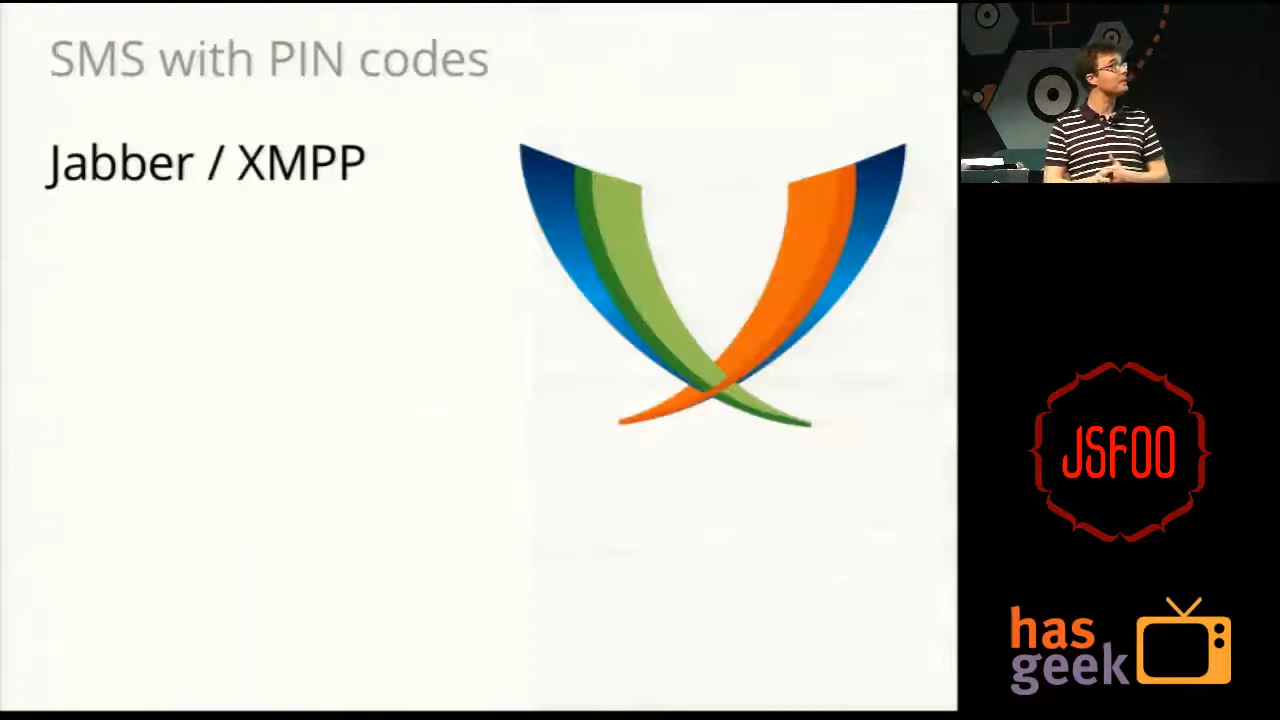 SMS with PIN codes
Jabber / XMPP
JSFOO
has
geek